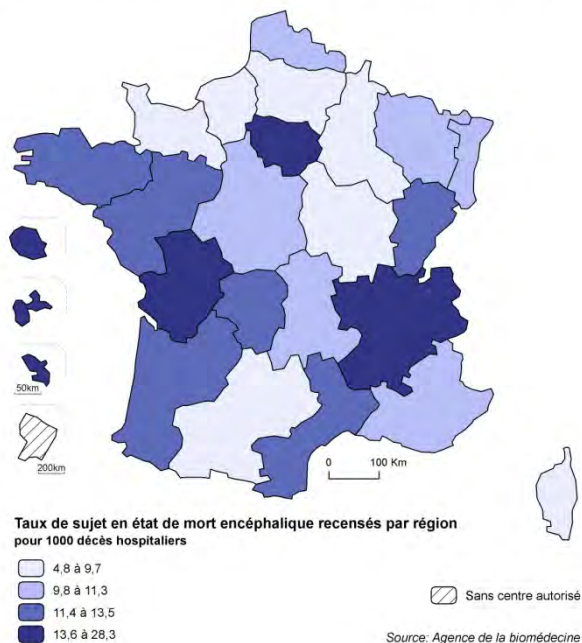 50km
200km
0 100 Km
Taux de sujet en état de mort encéphalique recensés par région
pour 1000 décès hospitaliers
4,8 à 9,7
9,8 à 11,3
11,4 à 13,5
13,6 à 28,3
Sans centre autorisé
Source: Agence de la biomédecine